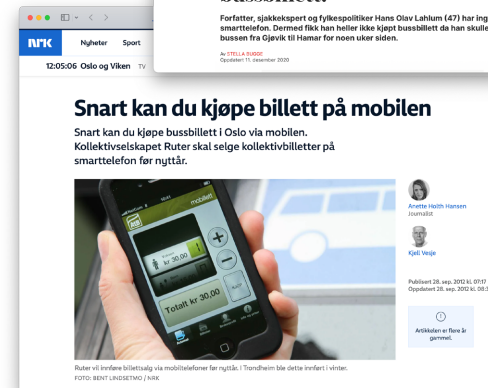 Forfatter, sjakkekspert og fylkespolitiker Hans Olav Lahlum (47) har ing
smarttelefon. Dermed fikk han heller ikke kjøpt bussbillett da han skulle
bussen fra Gjøvik til Hamar for noen uker siden.
Av STELLA BUGGE
Oppdatert 11. desember 2020
NRK
Nyheter Sport
12:05:06 Oslo og Viken TV
Snart kan du kjøpe billett på mobilen
Snart kan du kjøpe bussbillett i Oslo via mobilen.
Kollektivselskapet Ruter skal selge kollektivbilletter på
smarttelefon før nyttår.
mobillett
kr 30,00
Totalt kr 30,00
Anette Holth Hansen
Journalist
Kjell Vesje
Publisert 28. sep. 2012 kl. 07:17
Oppdatert 28. sep. 2012 kl.
Artikkelen er flere år
gammel.
Ruter vil innføre billettsalg via mobiltelefoner før nyttår. I Trondheim ble dette innført i vinter.
FOTO: BENT LINDSETMO / NRK